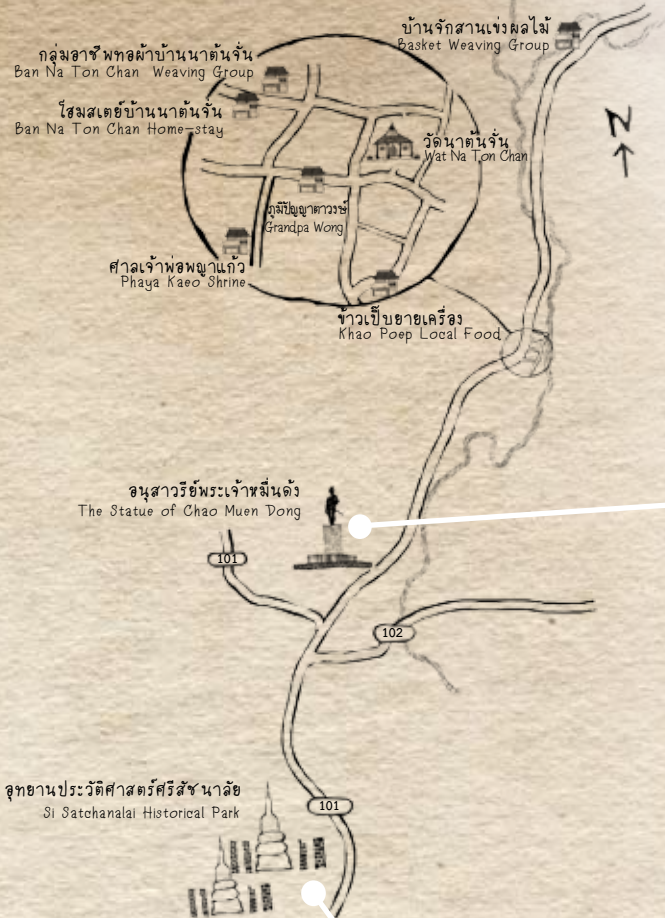 บ้านจักสานเข่งผลไม้
Basket Weaving Group
กลุ่มอาชีพทอผ้าบ้านนาต้นจั่น
Ban Na Ton Chan Weaving Group
โฮมสเตย์บ้านนาต้นจั่น
Ban Na Ton Chan Home-stay
N
วัดนาต้นจั่น
Wat Na Ton Chan
ภูมิปัญญาตาวงษ์
Grandpa Wong
ศาลเจ้าพ่อพญาแก้ว
Phaya Kaeo Shrine
ข้าวเปิ๊บยายเครื่อง
Khao Poep Local Food
อนุสาวรีย์พระเจ้าหมื่นด้ง
The Statue of Chao Muen Dong
101
102
อุทยานประวัติศาสตร์ศรีสัชนาลัย
Si Satchanalai Historical Park
101